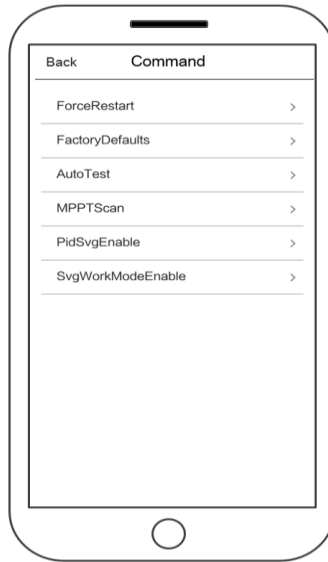 Back Command
ForceRestart
FactoryDefaults
AutoTest
MPPTScan
PidSvgEnable
SvgWorkModeEnable